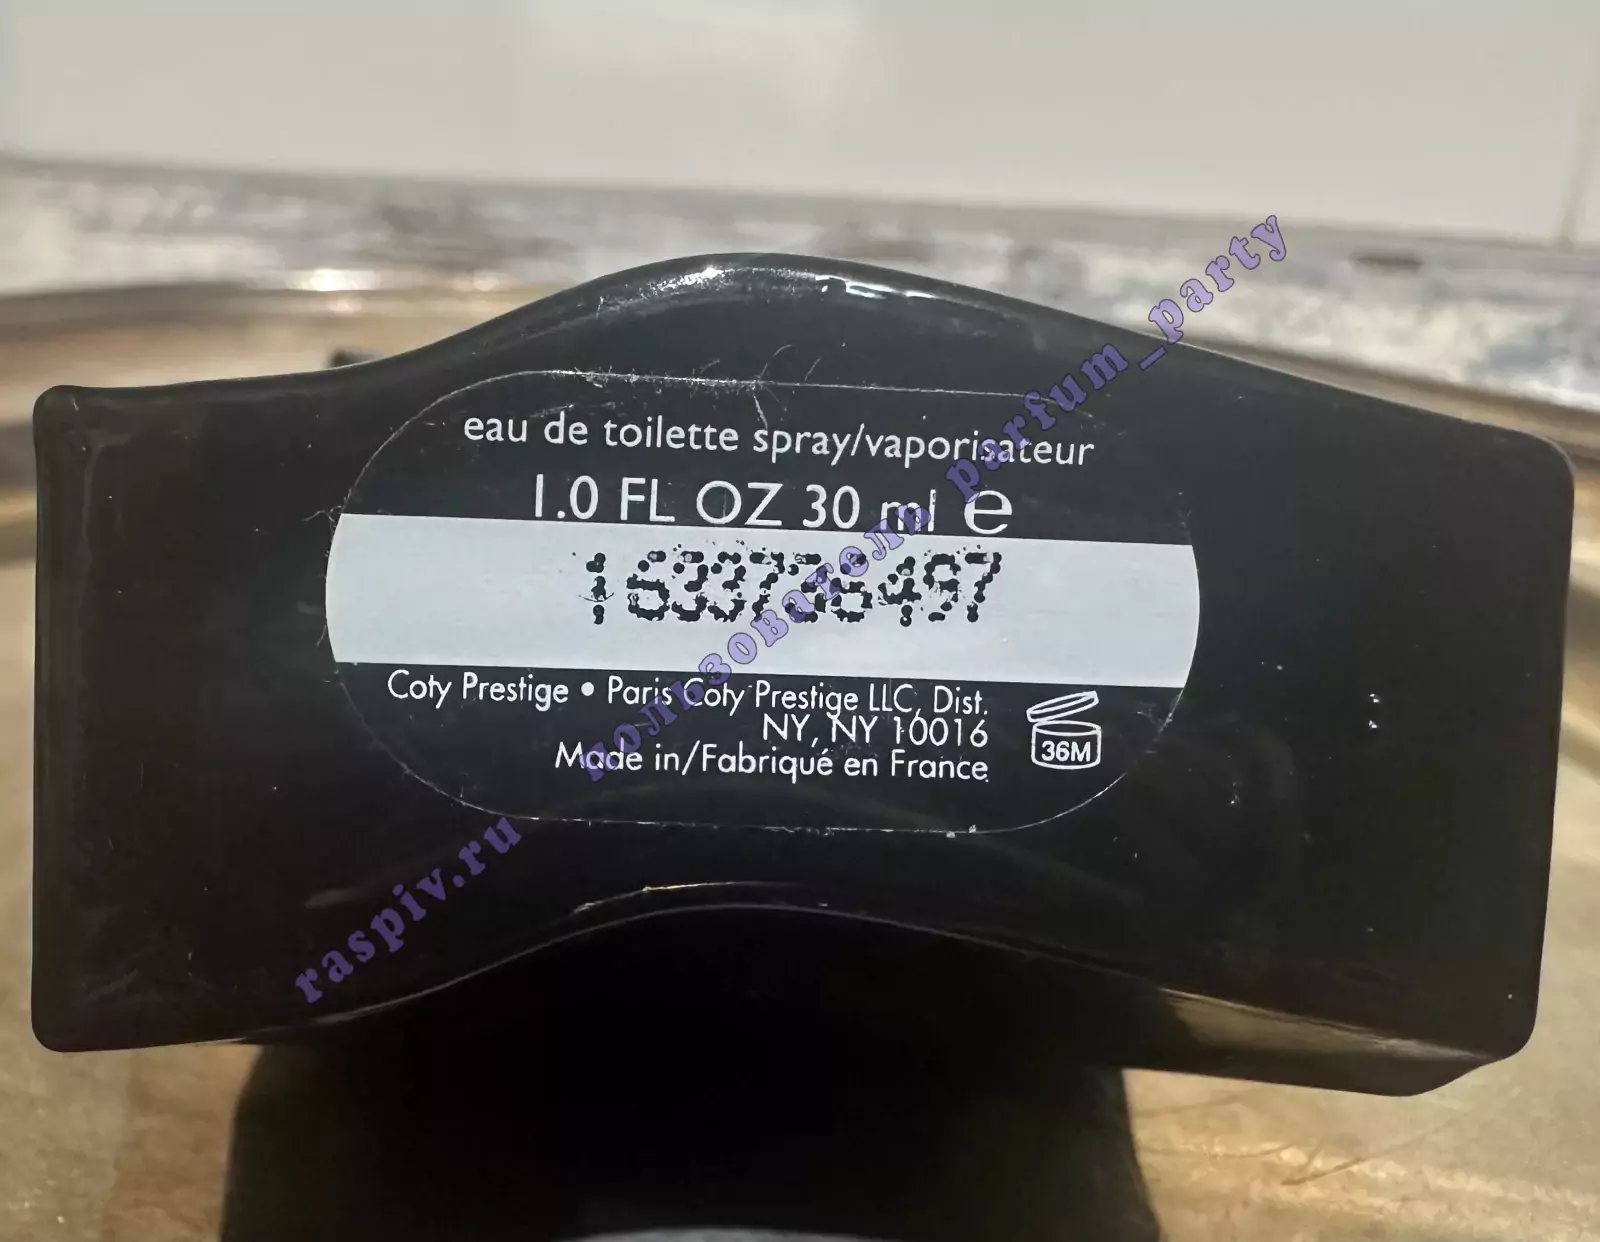 eau de toilette spray/vaporisateur
1.0 FL OZ 30 ml e
Coty Prestige • Paris Coty Prestige LLC, Dist.
NY, NY 10016
Made in/Fabriqué en France
36M
raspiv.ru пользователь parfum_party